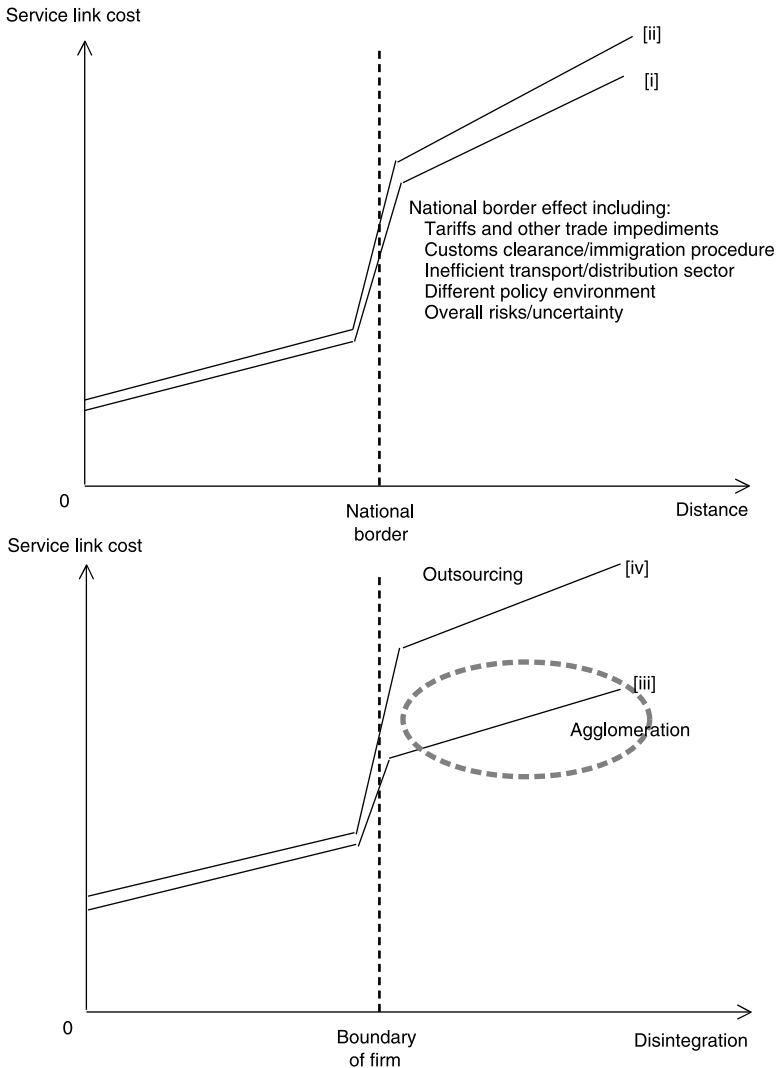 Service link cost
[ii]
[i]
National border effect including:
Tariffs and other trade impediments
Customs clearance/immigration procedure
Inefficient transport/distribution sector
Different policy environment
Overall risks/uncertainty
0
National
border
Distance
Service link cost
Outsourcing
[iv]
[iii]
Agglomeration
0
Boundary
of firm
Disintegration